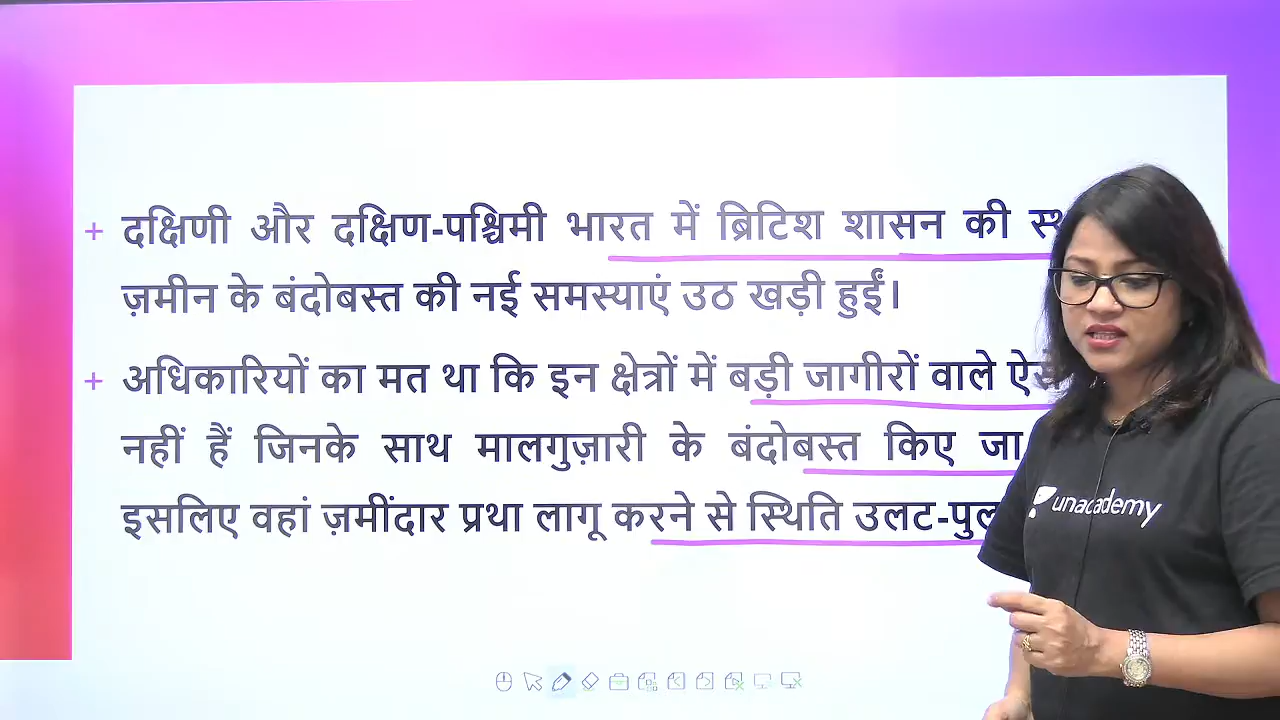 + दक्षिणी और दक्षिण-पश्चिमी भारत में ब्रिटिश शासन की
ज़मीन के बंदोबस्त की नई समस्याएं उठ खड़ी हुईं।
+ अधिकारियों का मत था कि इन क्षेत्रों में बड़ी जागीरों वाले
नहीं हैं जिनके साथ मालगुज़ारी के बंदोबस्त किए जा
इसलिए वहां ज़मींदार प्रथा लागू करने से स्थिति
unacademy